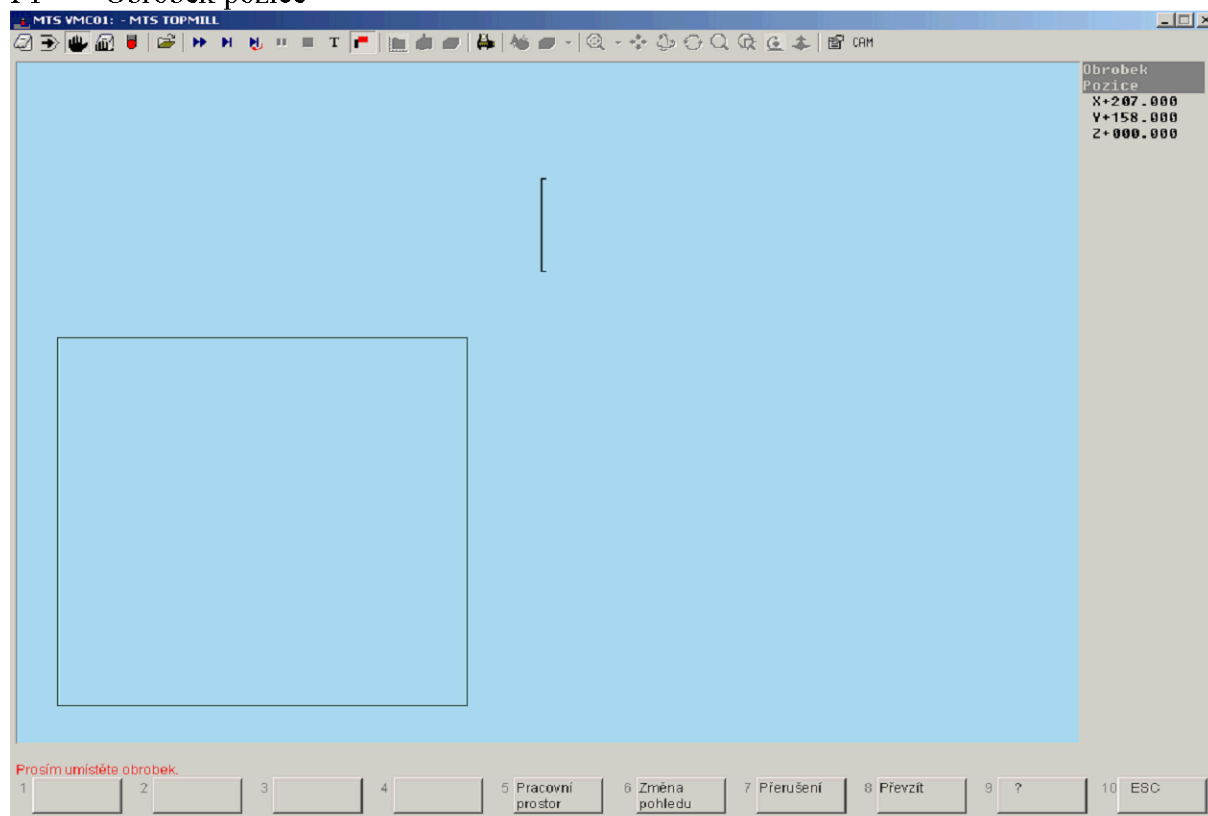 MTS VMC01: - MTS TOPMILL
T
CAM
Obrobek
Pozice
X+207.000
Y+158.000
Z+000.000
Prosím umístěte obrobek.
1 2 3 4 5 Pracovní prostor 6 Změna pohledu 7 Přerušení 8 Převzít 9 ? 10 ESC